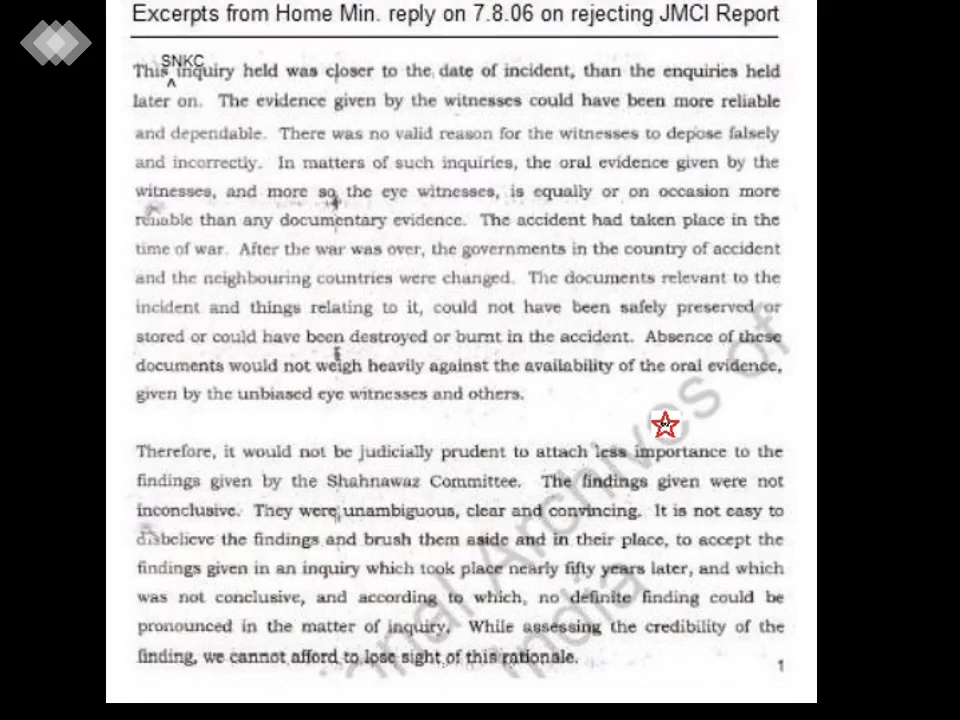 Excerpts from Home Min. reply on 7.8.06 on rejecting JMCI Report
SNKC
This ^ inquiry held was closer to the date of incident, than the enquiries held
later on. The evidence given by the witnesses could have been more reliable
and dependable. There was no valid reason for the witnesses to depose falsely
and incorrectly. In matters of such inquiries, the oral evidence given by the
witnesses, and more so the eye witnesses, is equally or on occasion more
reliable than any documentary evidence. The accident had taken place in the
time of war. After the war was over, the governments in the country of accident
and the neighbouring countries were changed. The documents relevant to the
incident and things relating to it, could not have been safely preserved or
stored or could have been destroyed or burnt in the accident. Absence of these
documents would not weigh heavily against the availability of the oral evidence,
given by the unbiased eye witnesses and others.
Therefore, it would not be judicially prudent to attach less importance to the
findings given by the Shahnawaz Committee. The findings given were not
inconclusive. They were unambiguous, clear and convincing. It is not easy to
disbelieve the findings and brush them aside and in their place, to accept the
findings given in an inquiry which took place nearly fifty years later, and which
was not conclusive, and according to which, no definite finding could be
pronounced in the matter of inquiry. While assessing the credibility of the
finding, we cannot afford to lose sight of this rationale.
1
Archives of
India